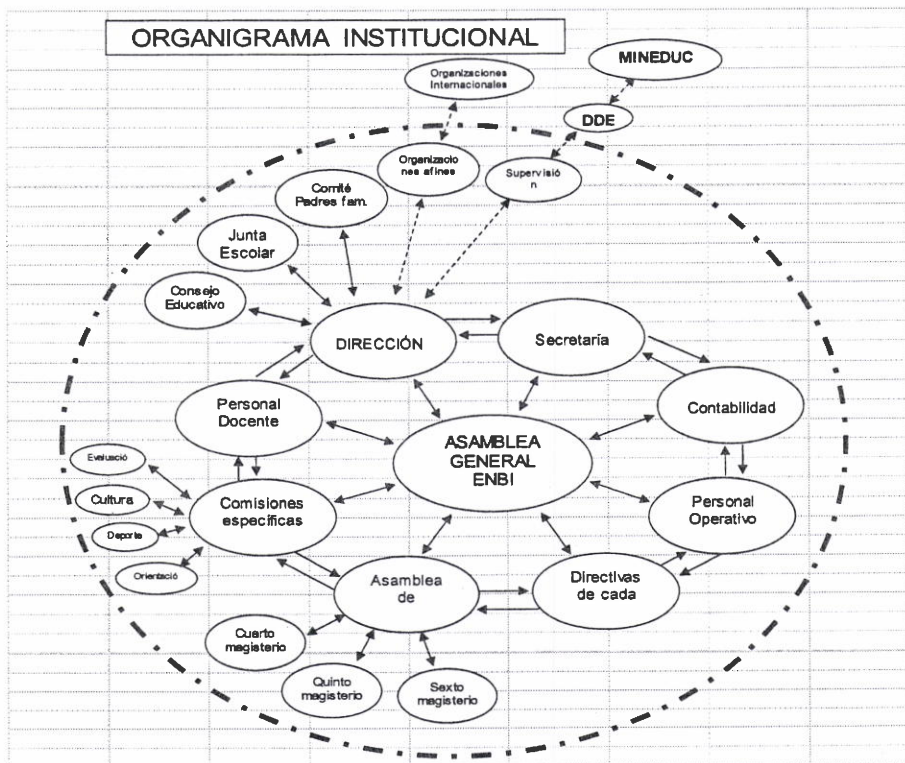 ORGANIGRAMA INSTITUCIONAL
Organizaciones
Internacionales
MINEDUC
DDE
Organizacio
nes afines
Supervisió
n
Comité
Padres fam.
Junta
Escolar
Consejo
Educativo
DIRECCIÓN
Secretaría
Personal
Docente
Contabilidad
ASAMBLEA
GENERAL
ENBI
Evaluació
Cultura
Deporte
Orientació
Comisiones
específicas
Personal
Operativo
Asamblea
de
Directivas
de cada
Cuarto
magisterio
Quinto
magisterio
Sexto
magisterio